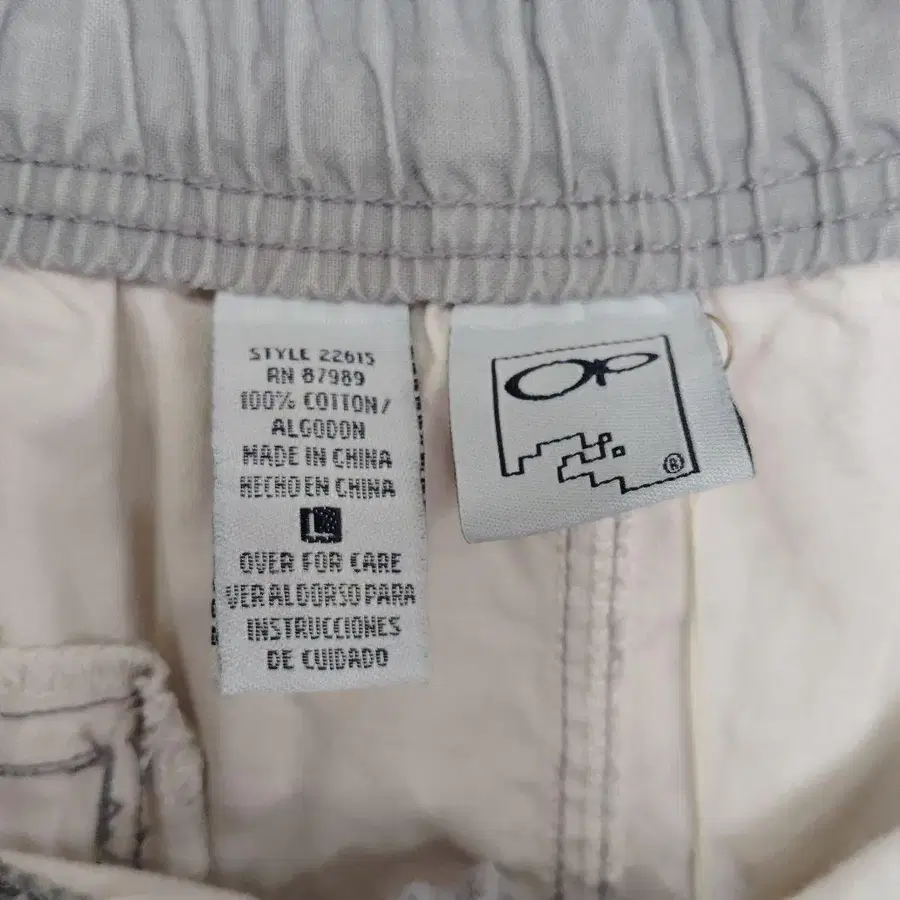 STYLE 22615
RN 87989
100% COTTON/
ALGODON
MADE IN CHINA
HECHO EN CHINA
L
OVER FOR CARE
VER AL DORSO PARA
INSTRUCCIONES
DE CUIDADO
Op
®